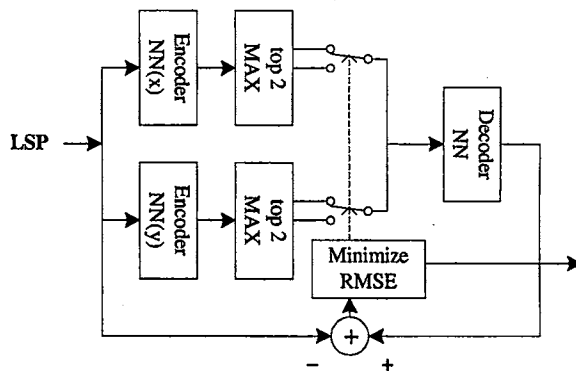 Encoder
NN(x)
top 2
MAX
LSP
Decoder
NN
Encoder
NN(y)
top 2
MAX
Minimize
RMSE
+
−
+